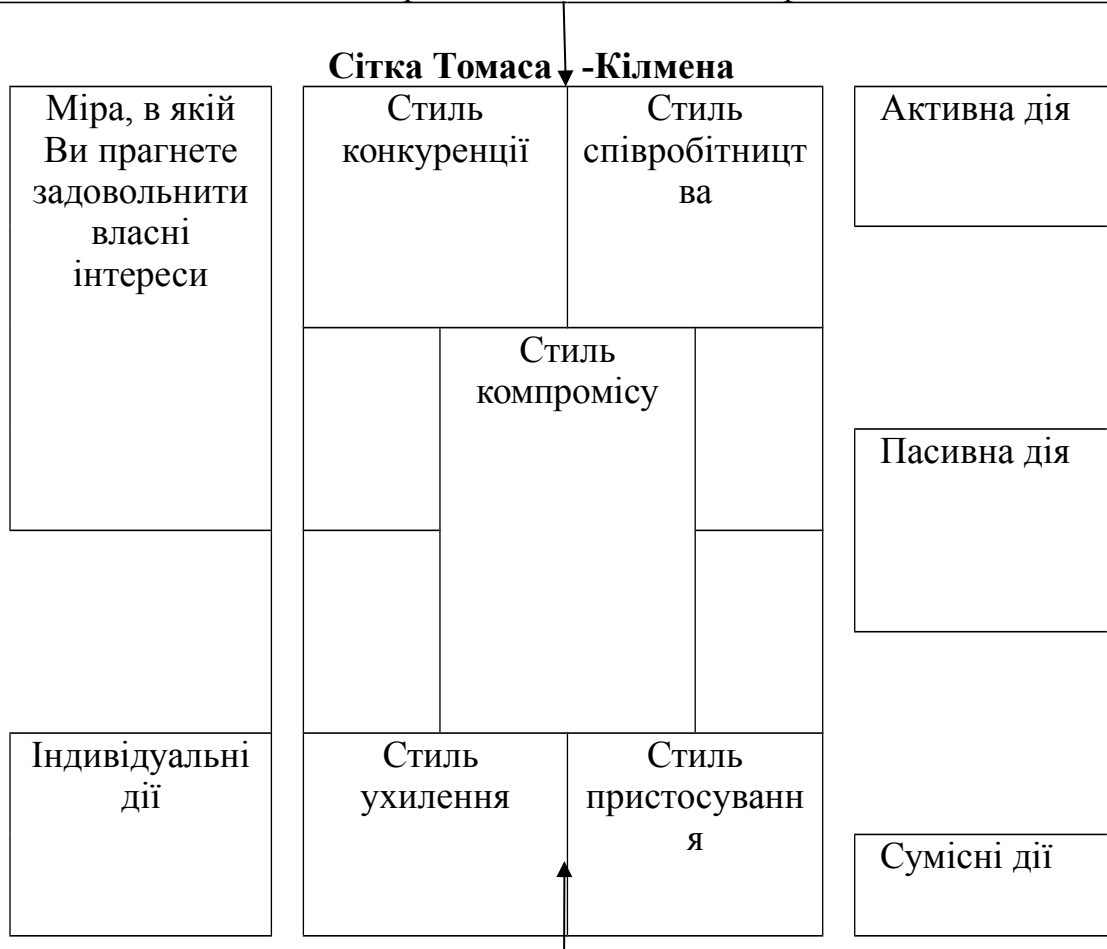 Сітка Томаса -Кілмена
Міра, в якій
Ви прагнете
задовольнити
власні
інтереси
Стиль
конкуренції
Стиль
співробітницт
ва
Активна дія
Стиль
компромісу
Пасивна дія
Індивідуальні
дії
Стиль
ухилення
Стиль
пристосуванн
я
Сумісні дії